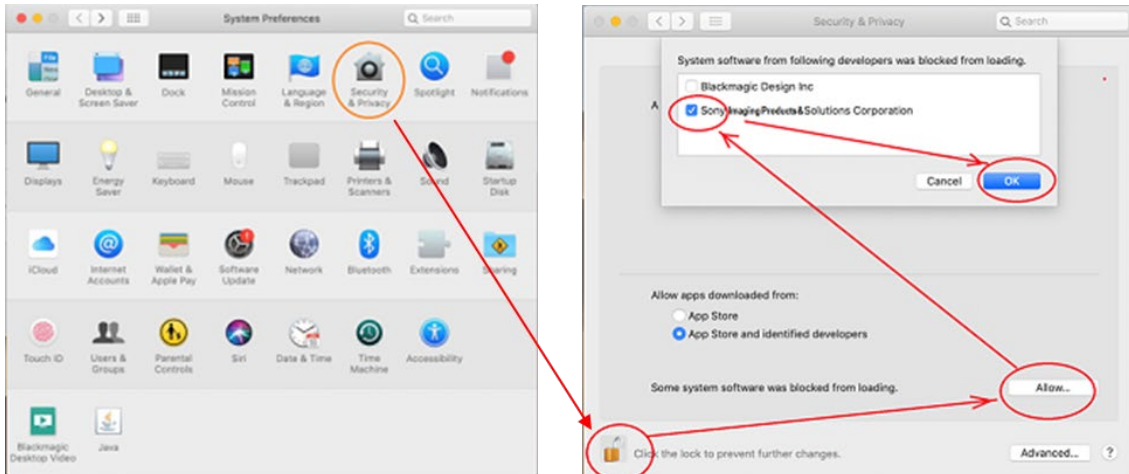 System Preferences
Search
General
Desktop &
Screen Saver
Dock
Mission
Control
Language
& Region
Security
& Privacy
Spotlight
Notifications
Displays
Energy
Saver
Keyboard
Mouse
Trackpad
Printers &
Scanners
Sound
Startup
Disk
iCloud
Internet
Accounts
Wallet &
Apple Pay
Software
Update
Network
Bluetooth
Extensions
Sharing
Touch ID
Users &
Groups
Parental
Controls
Siri
Date & Time
Time
Machine
Accessibility
Blackmagic
Desktop Video
Java
Security & Privacy
Search
System software from following developers was blocked from loading.
Blackmagic Design Inc
A
Sony Imaging Products & Solutions Corporation
Cancel
OK
Allow apps downloaded from:
App Store
App Store and identified developers
Some system software was blocked from loading.
Allow...
Click the lock to prevent further changes.
Advanced...
?